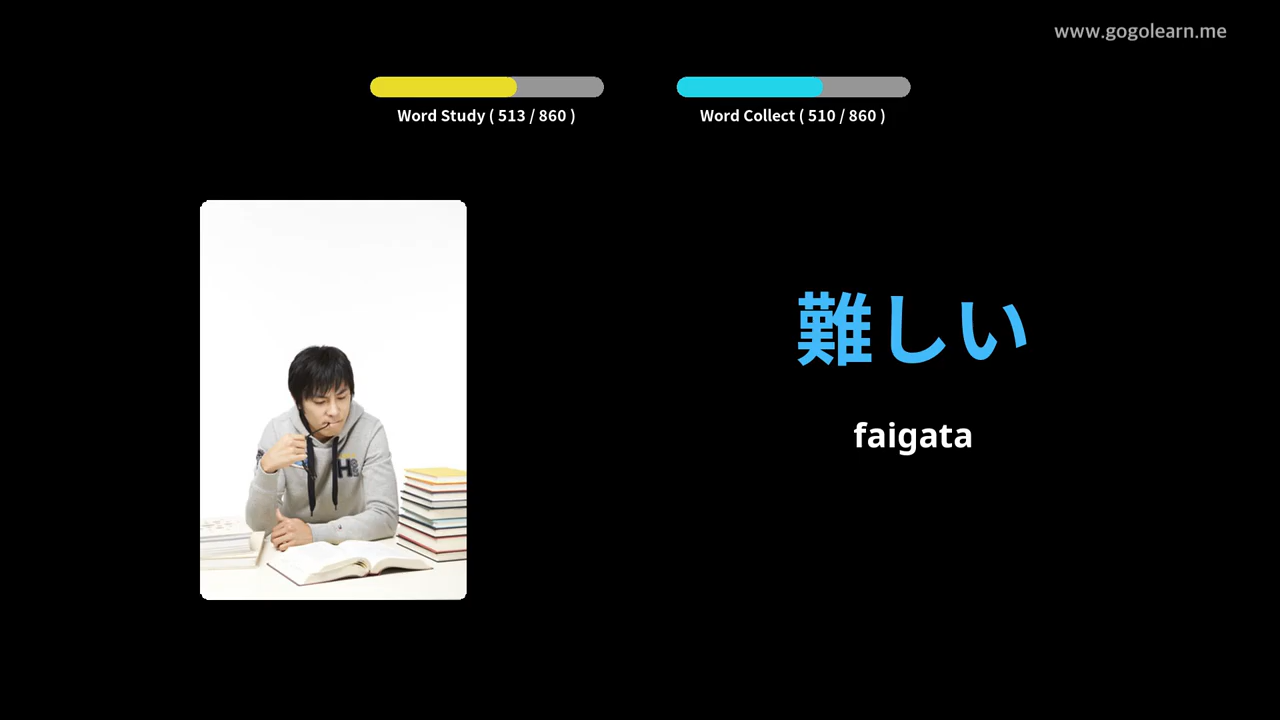 www.gogolearn.me
Word Study ( 513 / 860 )
Word Collect ( 510 / 860 )
難しい
faigata
H